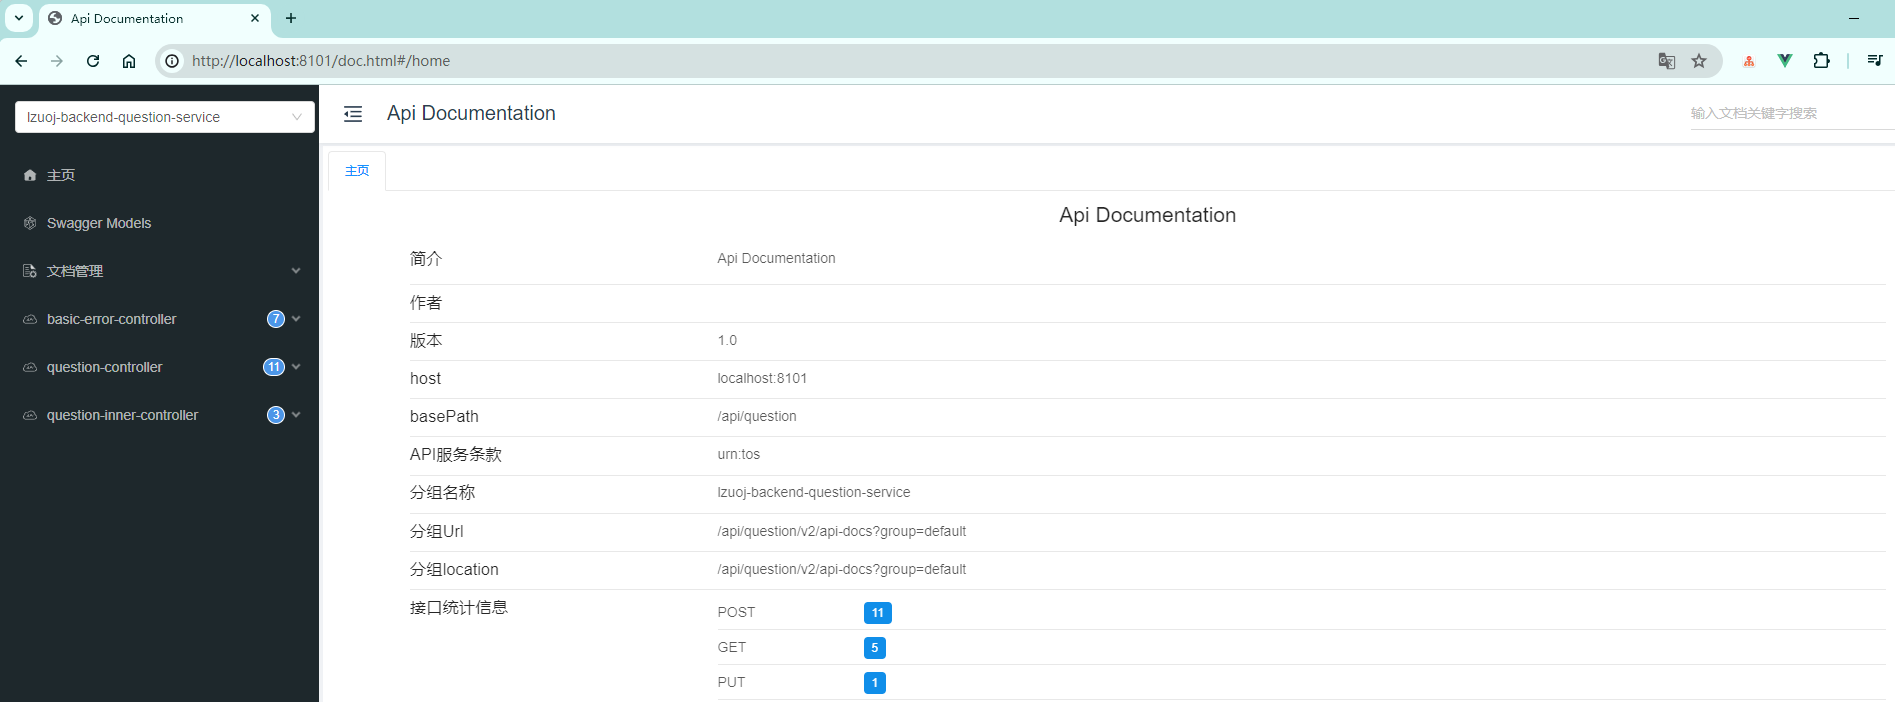 Api Documentation
http://localhost:8101/doc.html#/home
lzuoj-backend-question-service
Api Documentation
输入文档关键字搜索
主页
Swagger Models
文档管理
basic-error-controller 7
question-controller 11
question-inner-controller 3
主页
Api Documentation
简介 Api Documentation
作者
版本 1.0
host localhost:8101
basePath /api/question
API服务条款 urn:tos
分组名称 lzuoj-backend-question-service
分组Url /api/question/v2/api-docs?group=default
分组location /api/question/v2/api-docs?group=default
接口统计信息 POST 11
GET 5
PUT 1